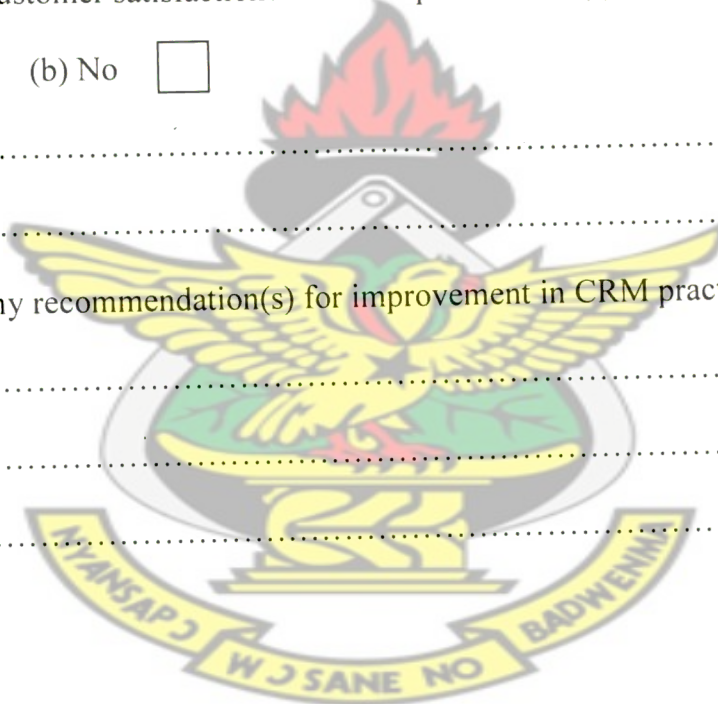 (b) No
ny recommendation(s) for improvement in CRM prac
NYANSAPƆ
WƆSANE NO
BADWENMA